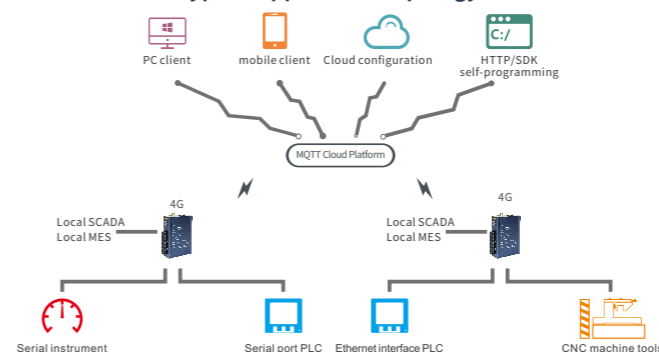 PC client
mobile client
Cloud configuration
C:/
HTTP/SDK
self-programming
MQTT Cloud Platform
4G
Local SCADA
Local MES
4G
Local SCADA
Local MES
Serial instrument
Serial port PLC
Ethernet interface PLC
CNC machine tools